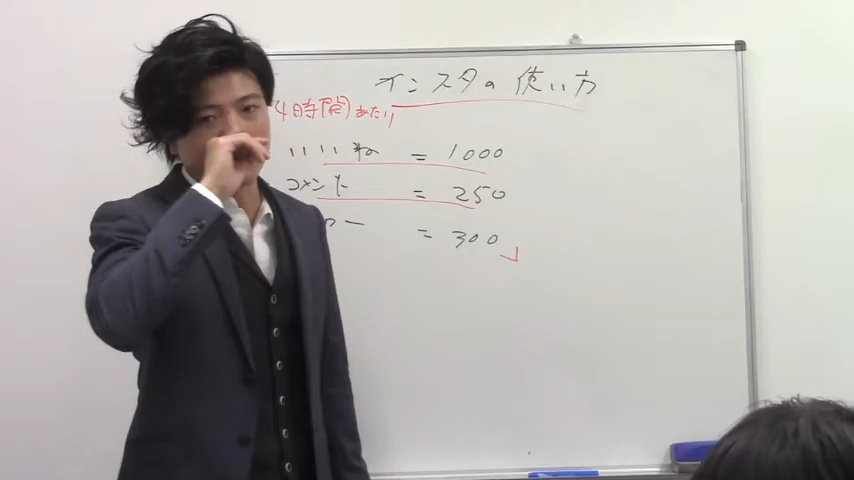 インスタの使い方
4時間あたり
いいね = 1000
コメント = 250
ー = 300